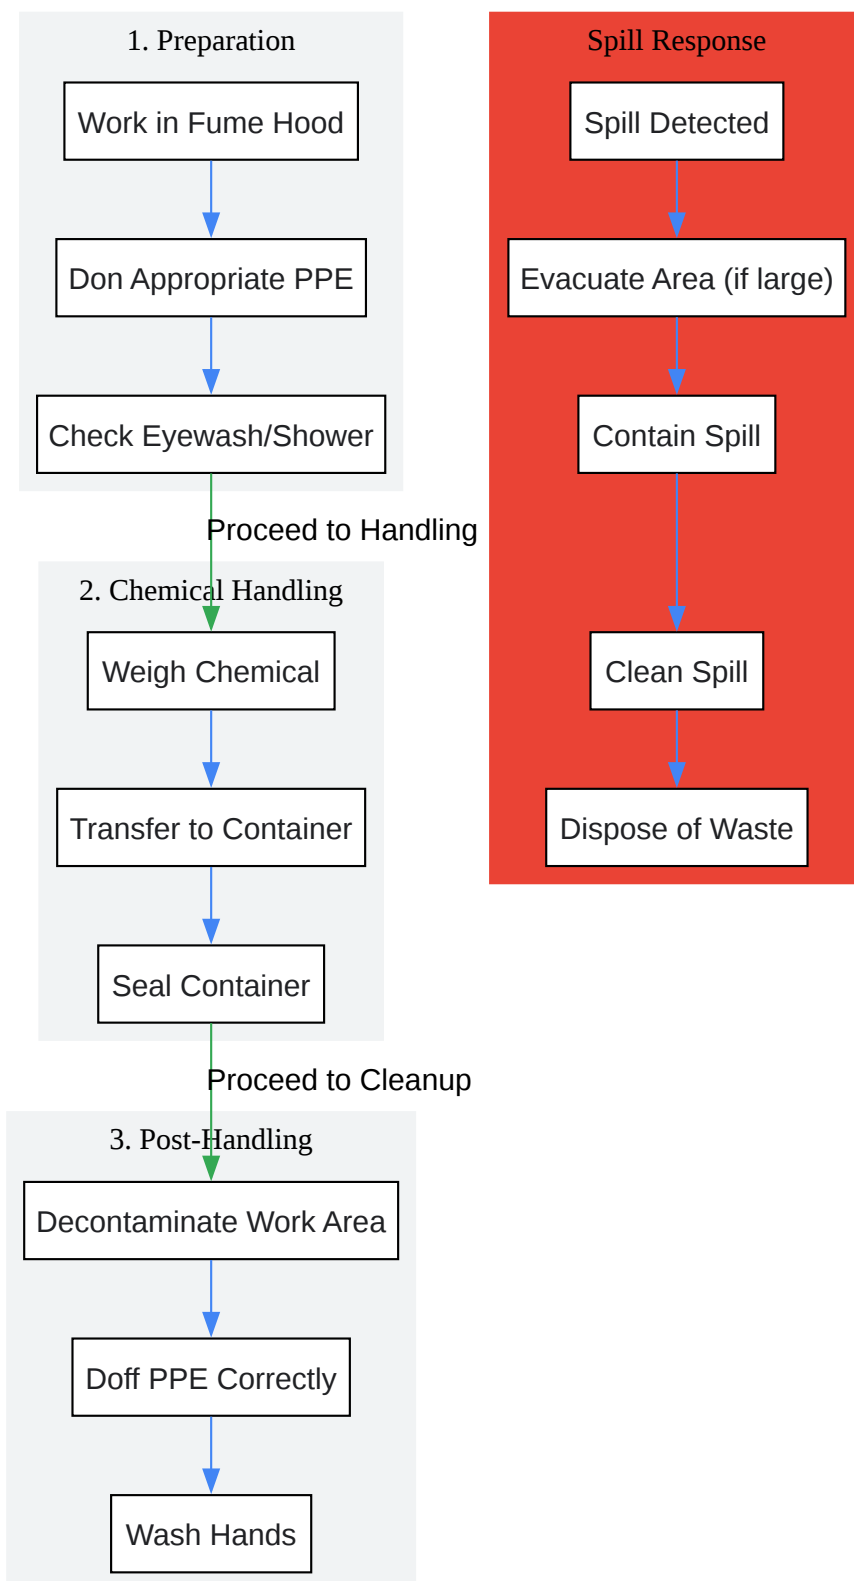 1. Preparation
Work in Fume Hood
Don Appropriate PPE
Check Eyewash/Shower
Proceed to Handling
2. Chemical Handling
Weigh Chemical
Transfer to Container
Seal Container
Proceed to Cleanup
3. Post-Handling
Decontaminate Work Area
Doff PPE Correctly
Wash Hands
Spill Response
Spill Detected
Evacuate Area (if large)
Contain Spill
Clean Spill
Dispose of Waste